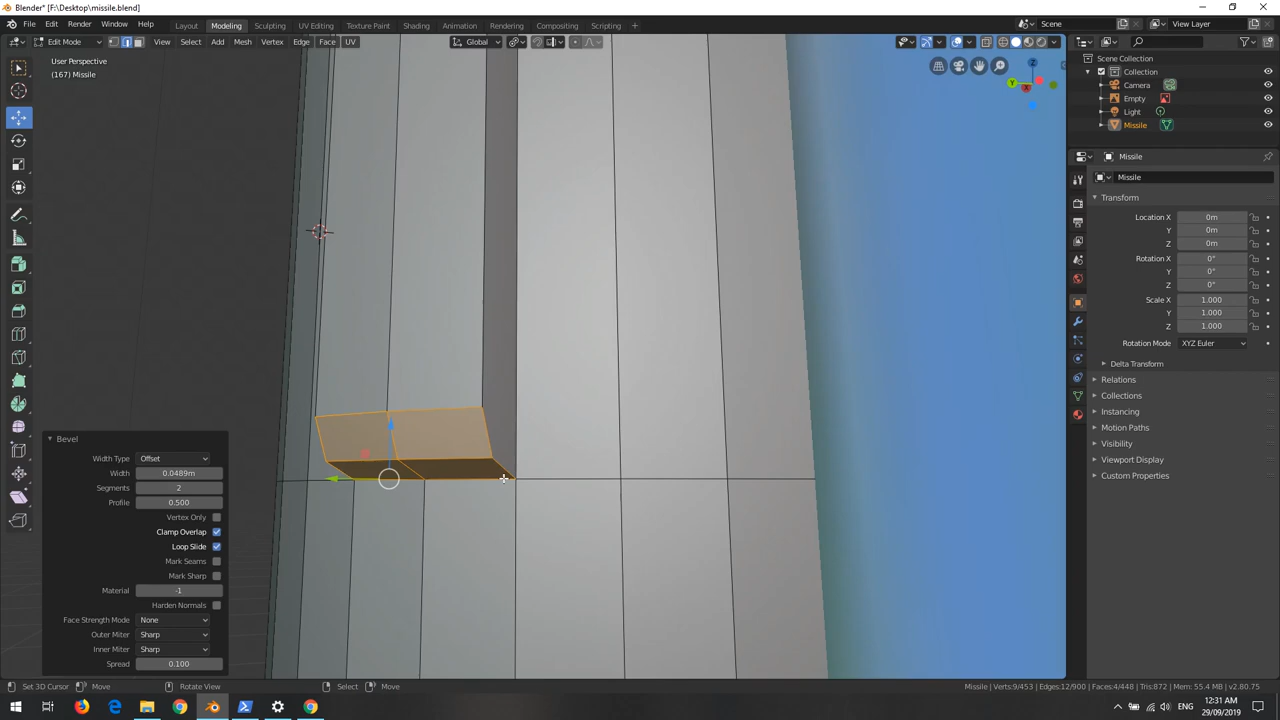 Blender* [F:\Desktop\missile.blend]
File Edit Render Window Help Layout Modeling Sculpting UV Editing Texture Paint Shading Animation Rendering Compositing Scripting Scene View Layer
Edit Mode View Select Add Mesh Vertex Edge Face UV Global
User Perspective
(167) Missile
Scene Collection
Collection
Camera
Empty
Light
Missile
Missile
Missile
Transform
Location X 0m
Y 0m
Z 0m
Rotation X 0°
Y 0°
Z 0°
Scale X 1.000
Y 1.000
Z 1.000
Rotation Mode XYZ Euler
Delta Transform
Relations
Collections
Instancing
Motion Paths
Visibility
Viewport Display
Custom Properties
Z
Y
X
Bevel
Width Type Offset
Width 0.0489m
Segments 2
Profile 0.500
Vertex Only
Clamp Overlap
Loop Slide
Mark Seams
Mark Sharp
Material -1
Harden Normals
Face Strength Mode None
Outer Miter Sharp
Inner Miter Sharp
Spread 0.100
Set 3D Cursor Move Rotate View Select Move Missile | Verts:9/453 | Edges:12/900 | Faces:4/448 | Tris:872 | Mem: 55.4 MB | v2.80.75
ENG 12:31 AM
29/09/2019